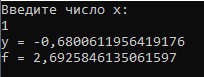 Введите число x:
1
y = -0,6800611956419176
f = 2,6925846135061597